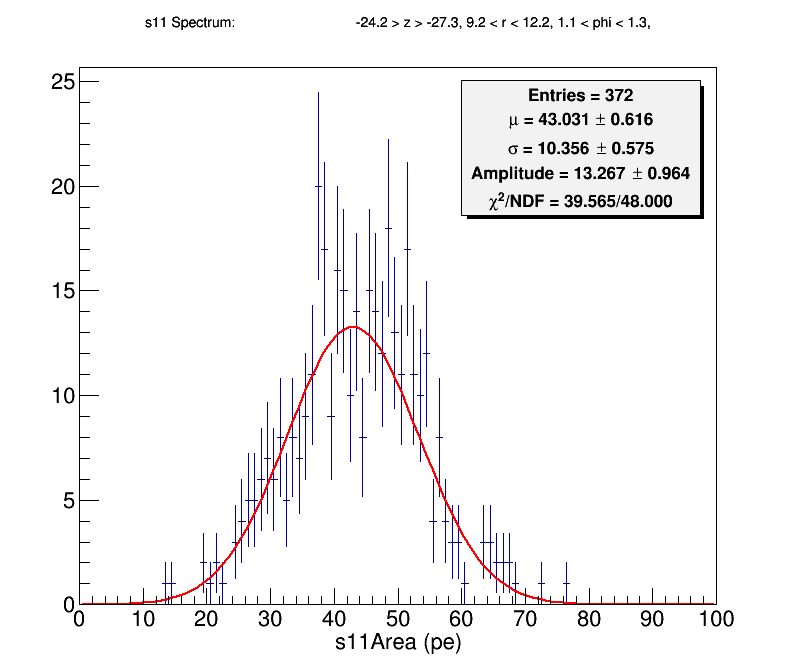 s11 Spectrum: -24.2 > z > -27.3, 9.2 < r < 12.2, 1.1 < phi < 1.3,
Entries = 372
μ = 43.031 ± 0.616
σ = 10.356 ± 0.575
Amplitude = 13.267 ± 0.964
χ²/NDF = 39.565/48.000
25
20
15
10
5
0
0 10 20 30 40 50 60 70 80 90 100
s11Area (pe)